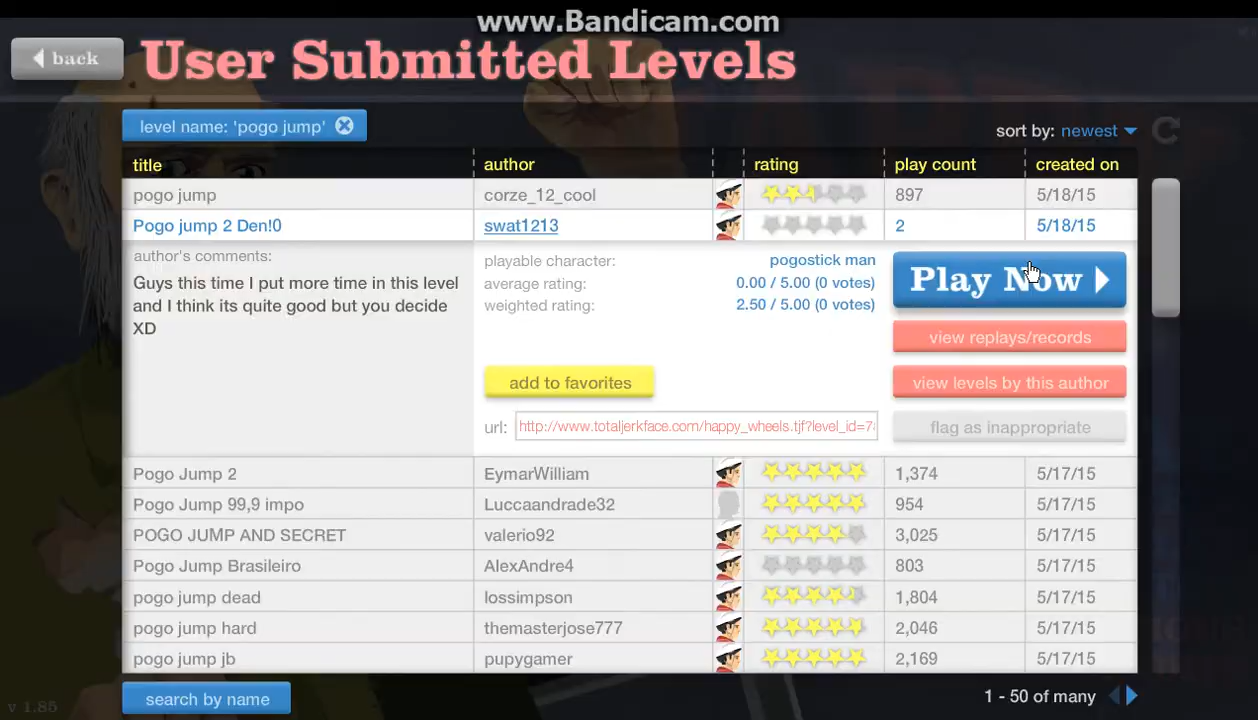 www.Bandicam.com
back
User Submitted Levels
level name: 'pogo jump'
sort by: newest
title author rating play count created on
pogo jump corze_12_cool 897 5/18/15
Pogo jump 2 Den!0 swat1213 2 5/18/15
author's comments:
Guys this time I put more time in this level
and I think its quite good but you decide
XD
playable character: pogostick man
average rating: 0.00 / 5.00 (0 votes)
weighted rating: 2.50 / 5.00 (0 votes)
add to favorites
url: http://www.totaljerkface.com/happy_wheels.tjf?level_id=7
Play Now
view replays/records
view levels by this author
flag as inappropriate
Pogo Jump 2 EymarWilliam 1,374 5/17/15
Pogo Jump 99,9 impo Luccaandrade32 954 5/17/15
POGO JUMP AND SECRET valerio92 3,025 5/17/15
Pogo Jump Brasileiro AlexAndre4 803 5/17/15
pogo jump dead lossimpson 1,804 5/17/15
pogo jump hard themasterjose777 2,046 5/17/15
pogo jump jb pupygamer 2,169 5/17/15
search by name
1 - 50 of many
v 1.85